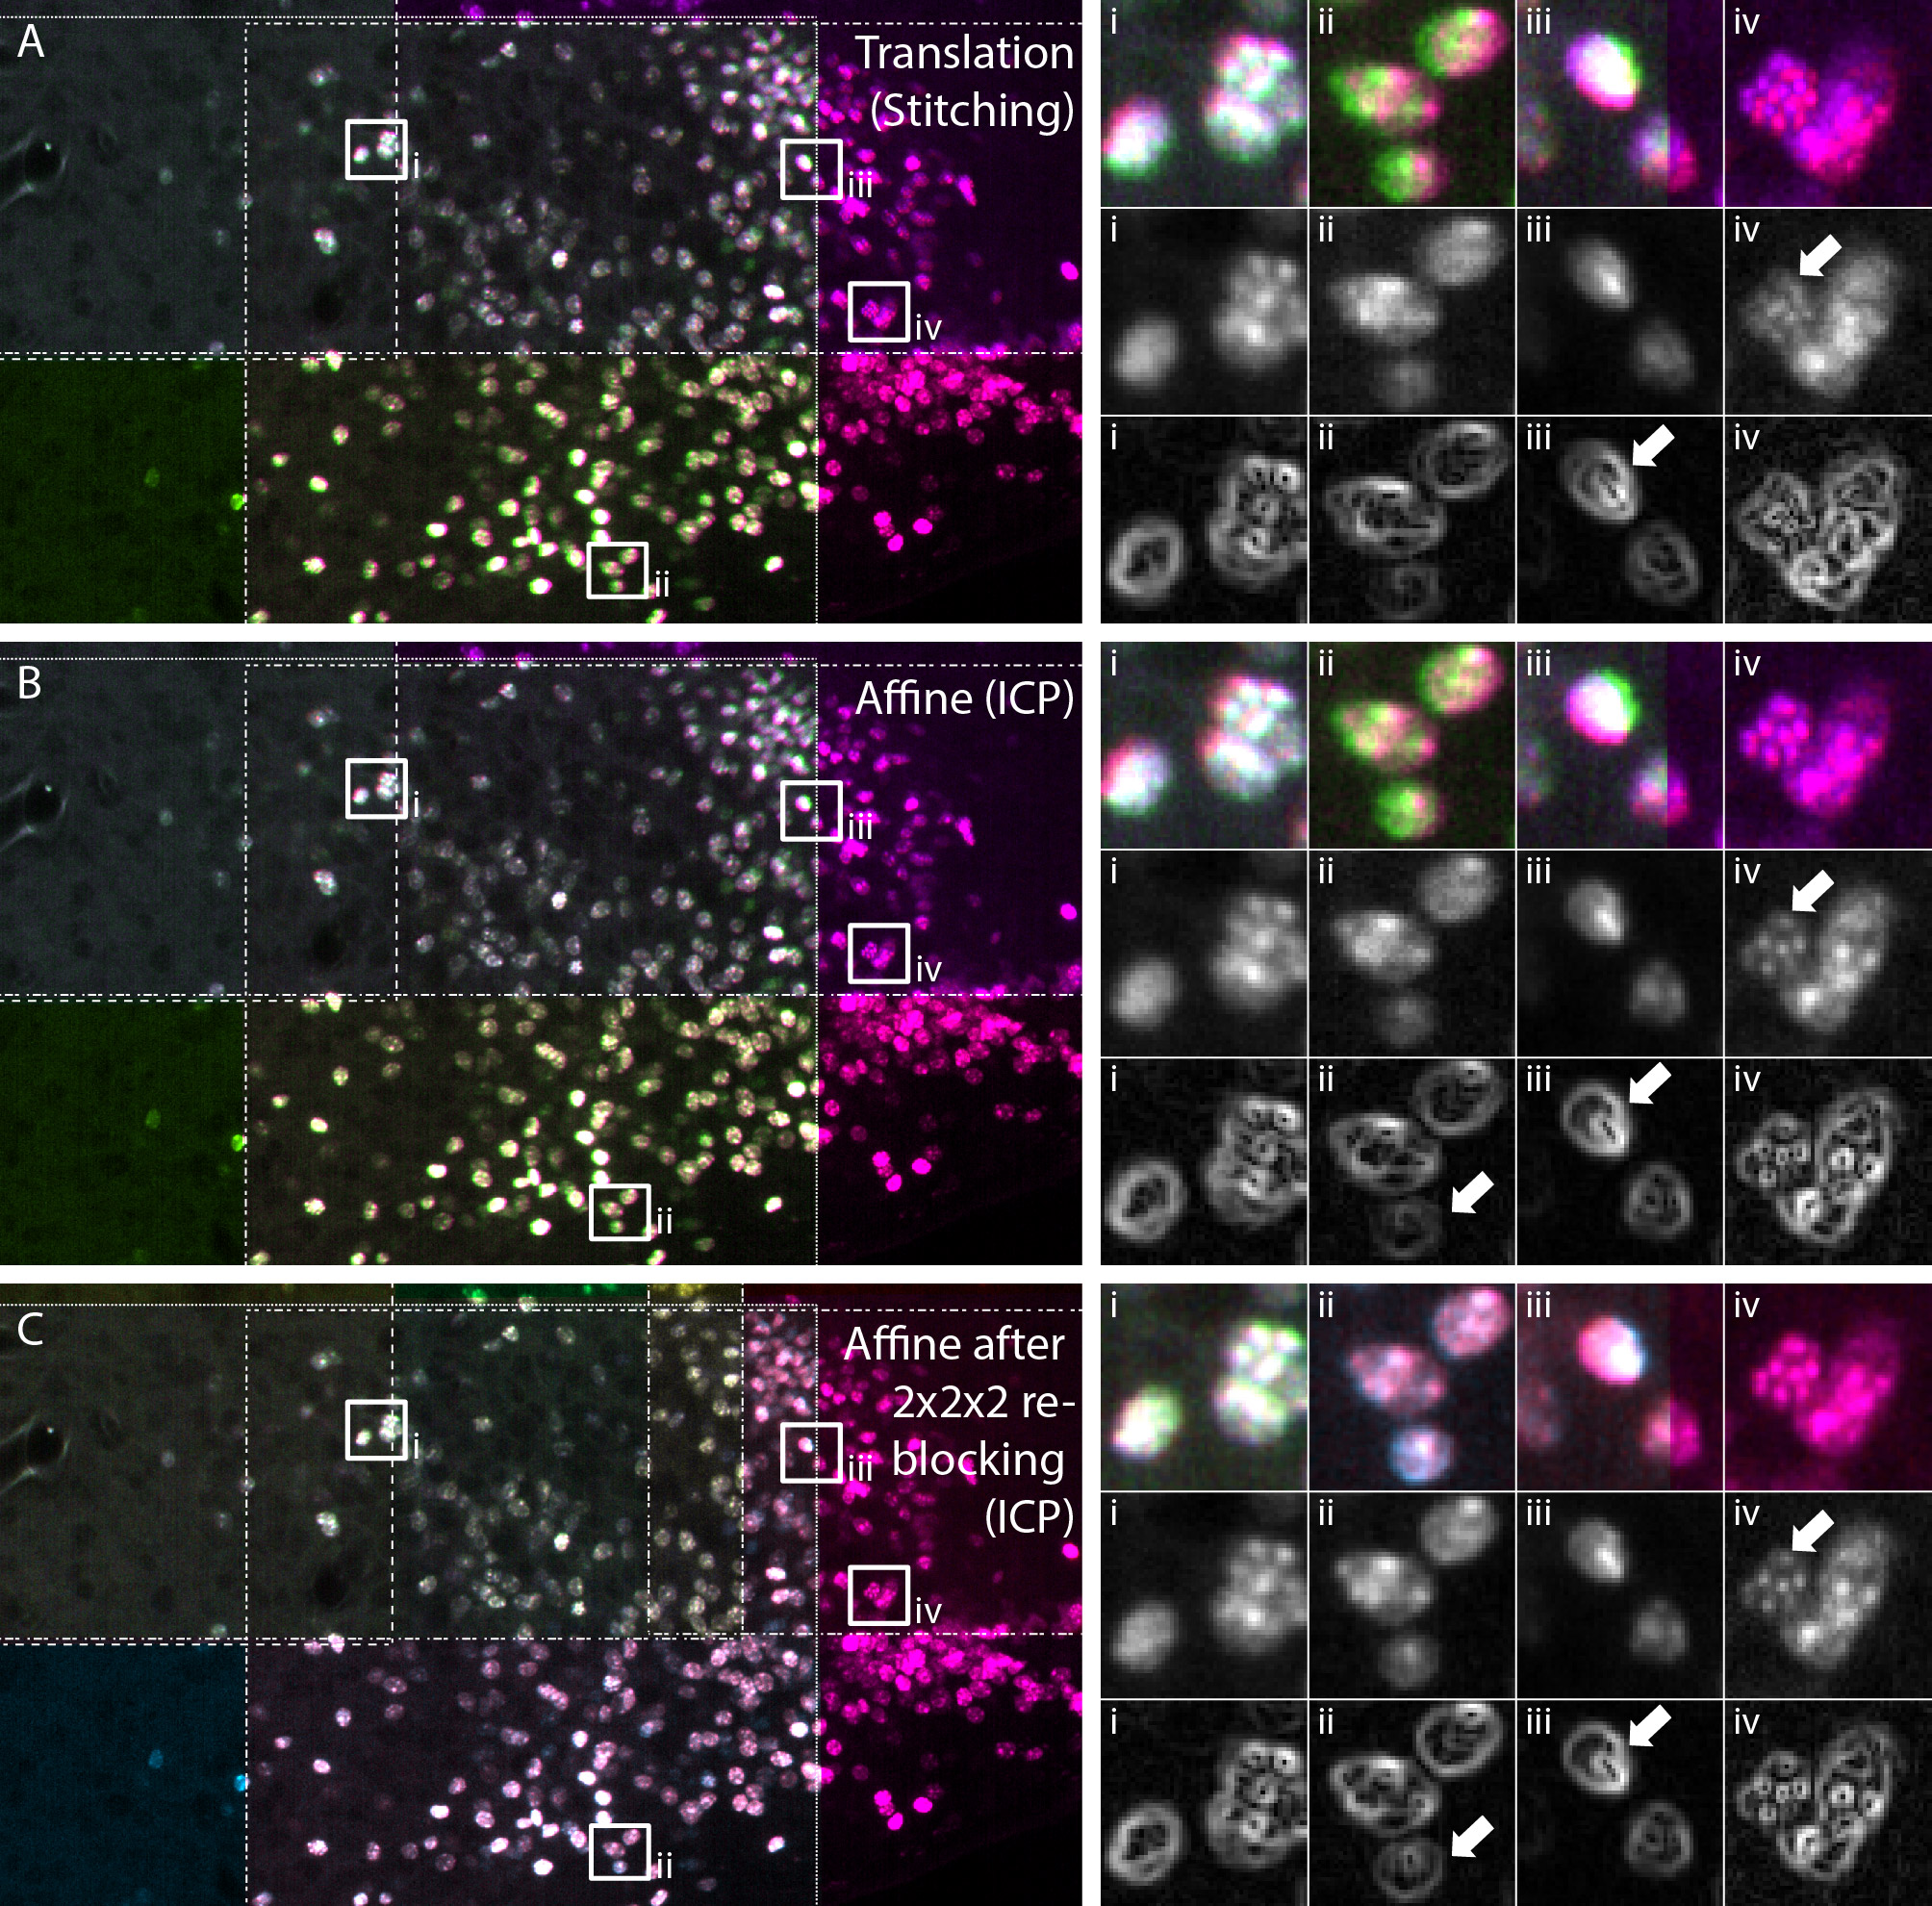 A
Translation
(Stitching)
i
iii
iv
ii
i ii iii iv
i ii iii iv
i ii iii iv
B
Affine (ICP)
i
iii
iv
ii
i ii iii iv
i ii iii iv
i ii iii iv
C
Affine after
2x2x2 re-
blocking
(ICP)
i
iii
iv
ii
i ii iii iv
i ii iii iv
i ii iii iv